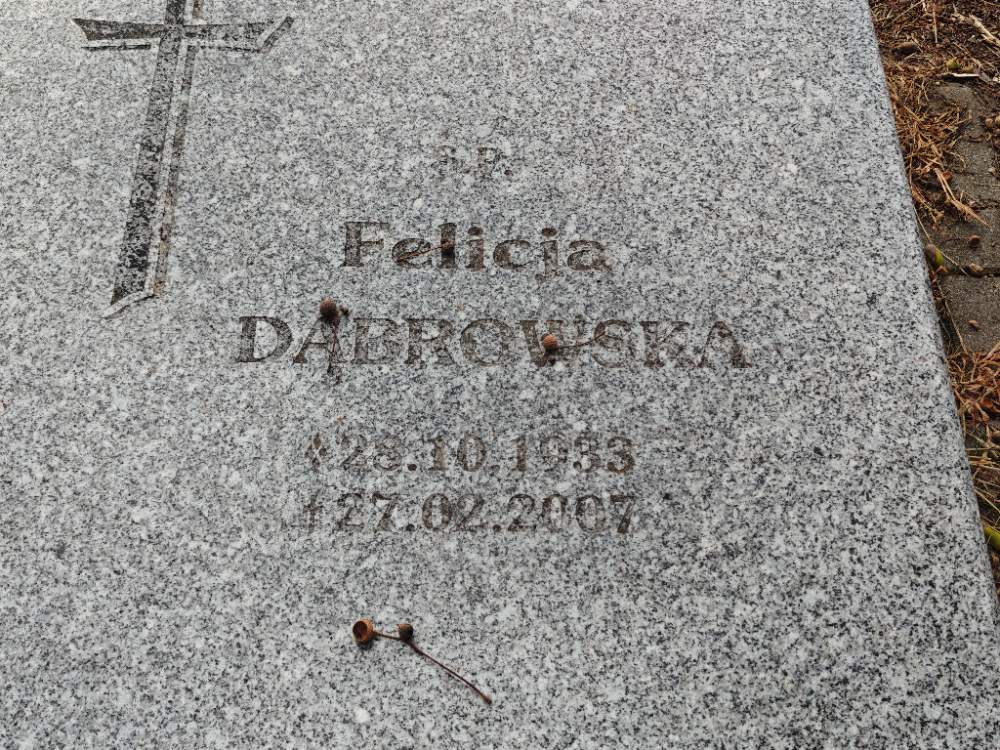 Ś.P.
Felicja
DĄBROWSKA
* 28.10.1933
† 27.02.2007